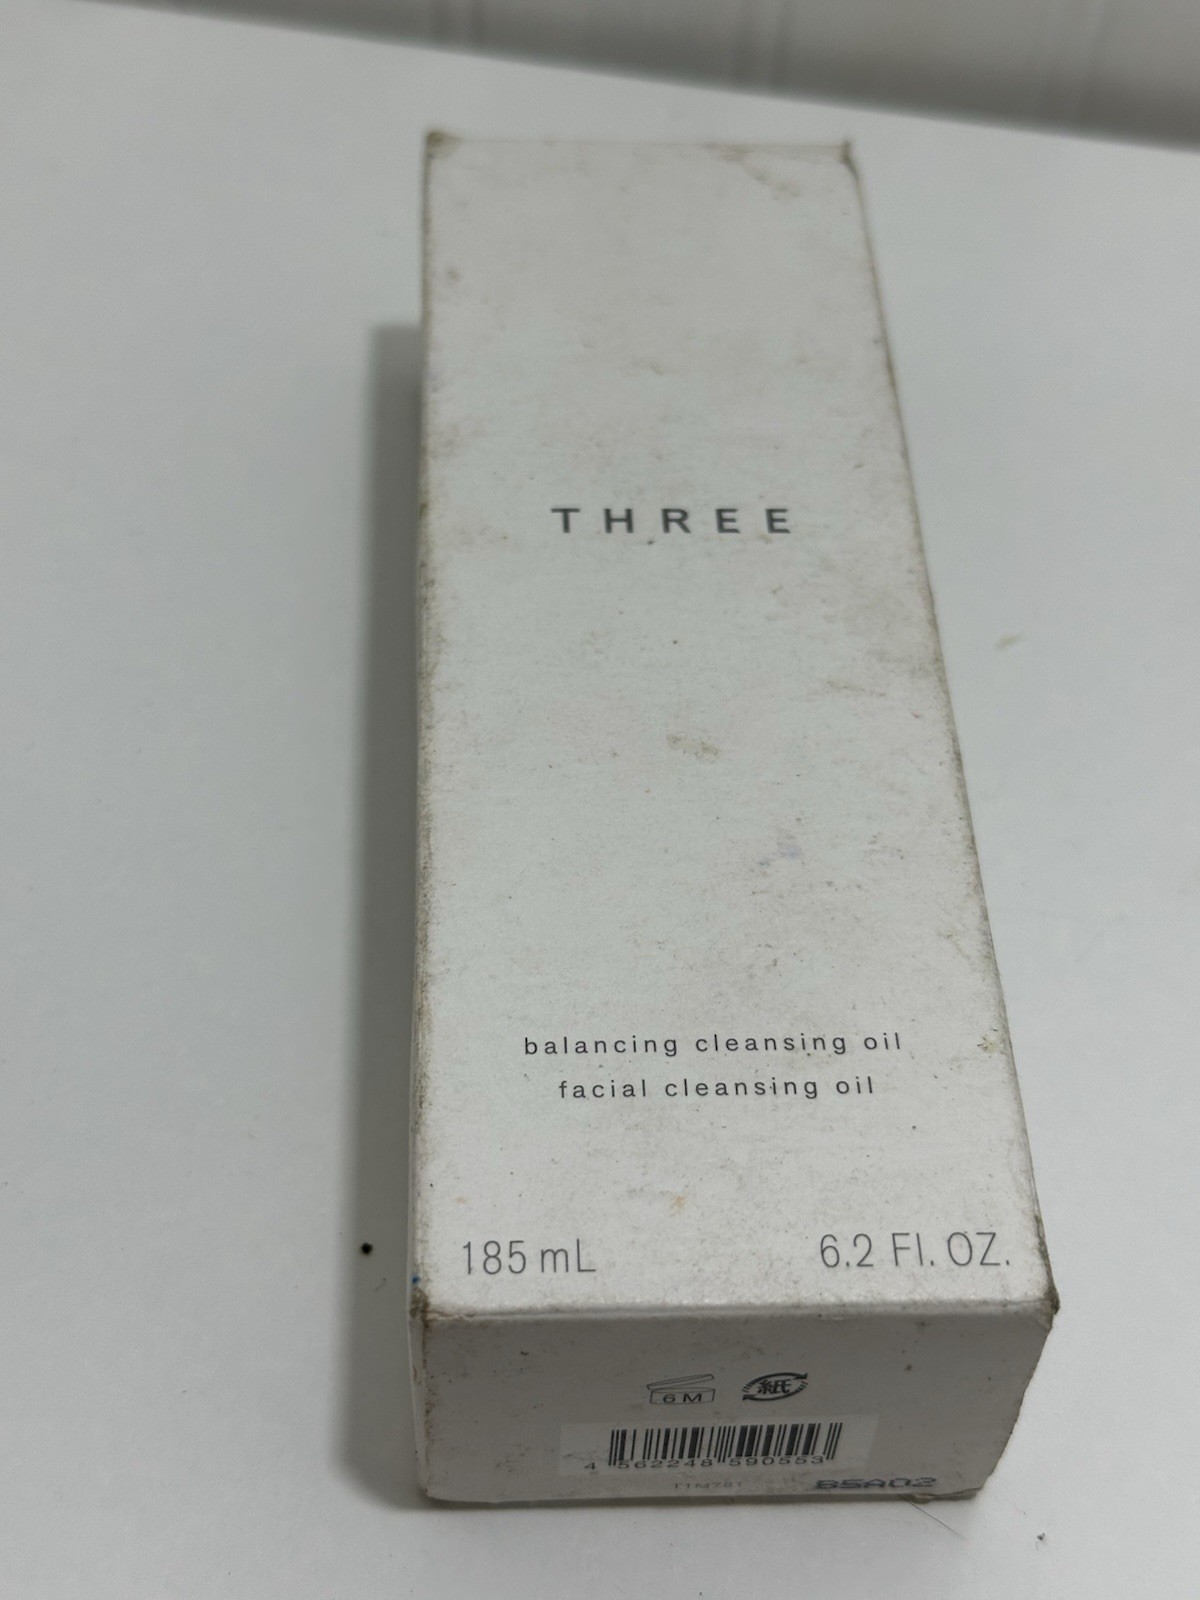 THREE
balancing cleansing oil
facial cleansing oil
185 mL 6.2 Fl. OZ.
6M 紙
4 562248 590553
B5A02